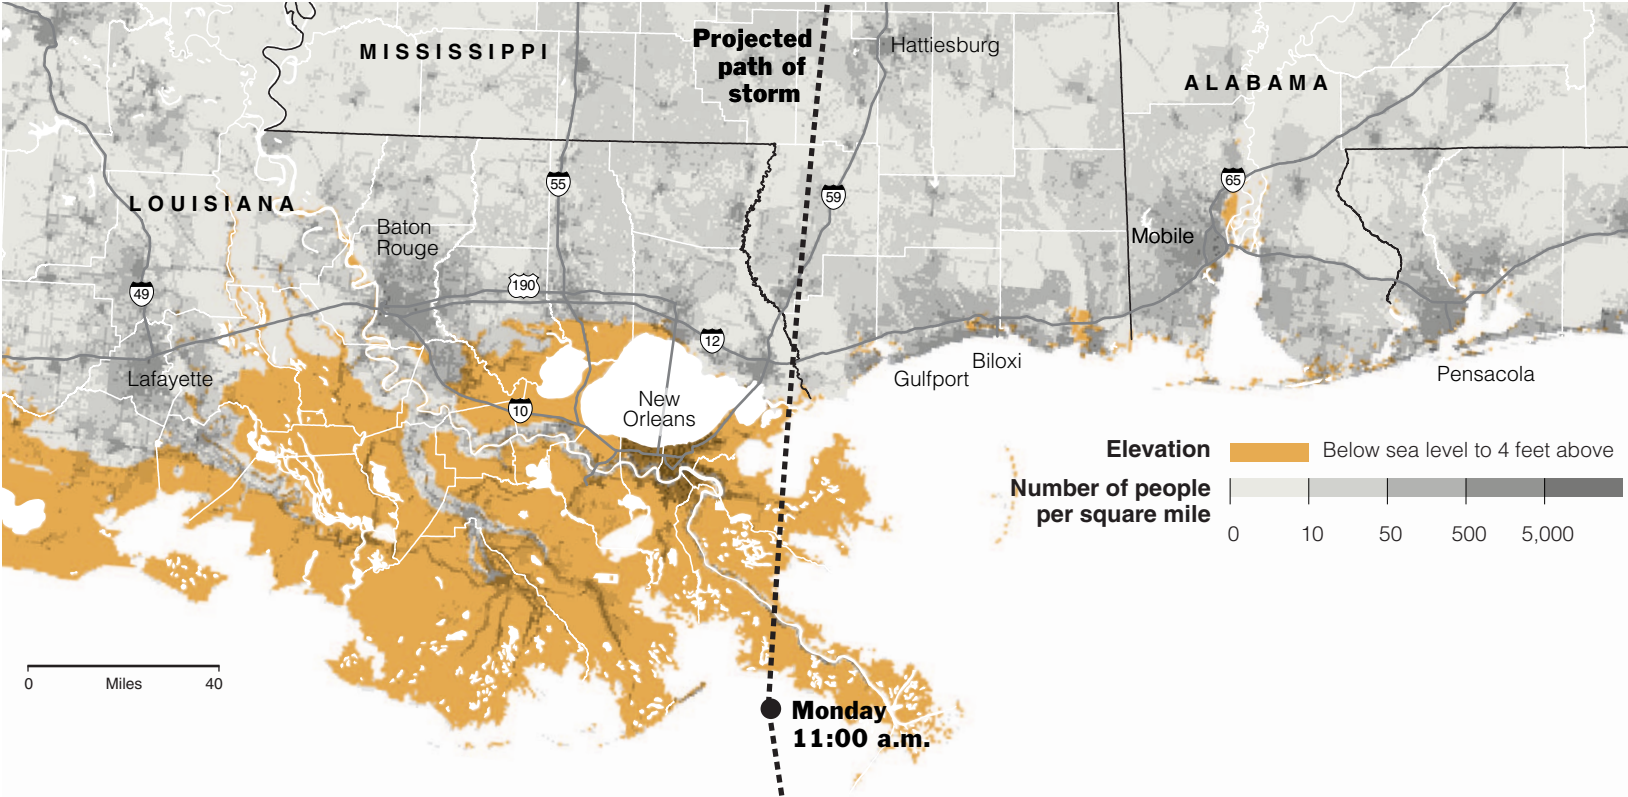 Projected
path of
storm
MISSISSIPPI
Hattiesburg
ALABAMA
55
59
65
LOUISIANA
Baton
Rouge
Mobile
49
190
12
Lafayette
Gulfport
Biloxi
Pensacola
New
Orleans
10
Elevation
Below sea level to 4 feet above
Number of people
per square mile
0 10 50 500 5,000
0 Miles 40
Monday
11:00 a.m.